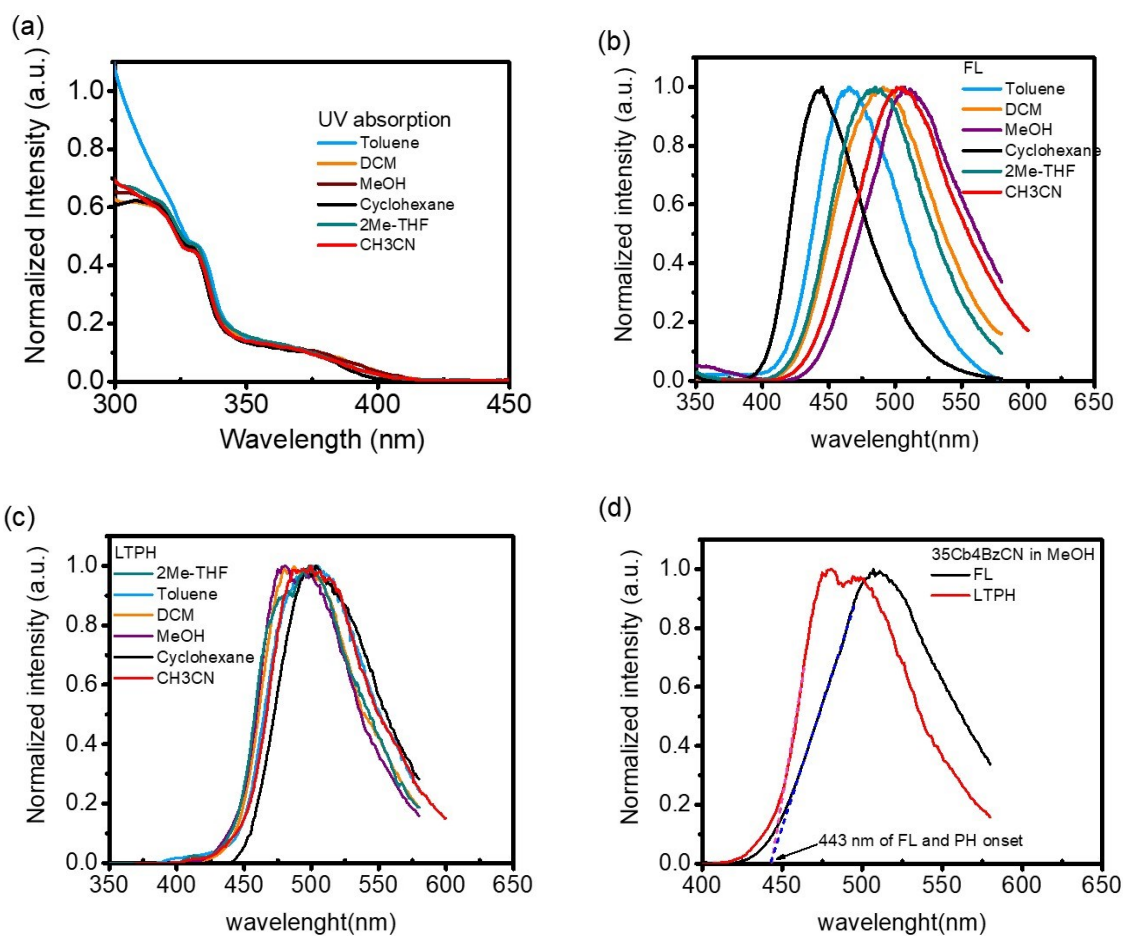 (a)
Normalized Intensity (a.u.)
1.0
0.8
0.6
0.4
0.2
0.0
UV absorption
Toluene
DCM
MeOH
Cyclohexane
2Me-THF
CH3CN
300
350
400
450
Wavelength (nm)
(b)
Normalized intensity (a.u.)
1.0
0.8
0.6
0.4
0.2
0.0
FL
Toluene
DCM
MeOH
Cyclohexane
2Me-THF
CH3CN
350 400 450 500 550 600 650
wavelenght(nm)
(c)
Normalized intensity (a.u.)
1.0
0.8
0.6
0.4
0.2
0.0
LTPH
2Me-THF
Toluene
DCM
MeOH
Cyclohexane
CH3CN
350 400 450 500 550 600 650
wavelenght(nm)
(d)
Normalized intensity (a.u.)
1.0
0.8
0.6
0.4
0.2
0.0
35Cb4BzCN in MeOH
FL
LTPH
443 nm of FL and PH onset
400 450 500 550 600 650
wavelenght(nm)